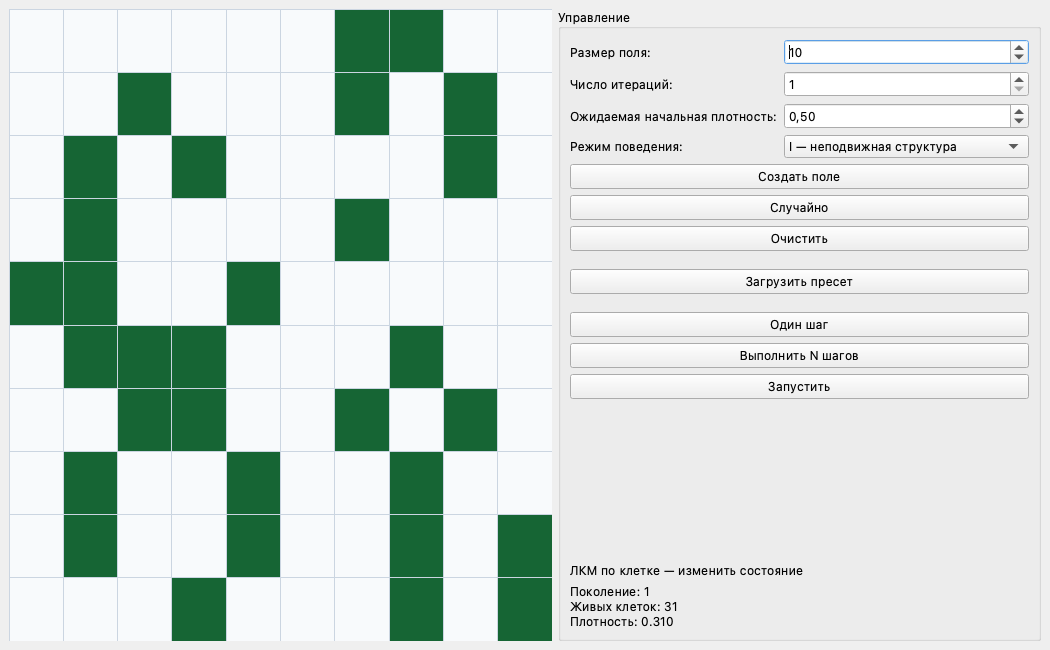 Управление
Размер поля: 10
Число итераций: 1
Ожидаемая начальная плотность: 0,50
Режим поведения: I — неподвижная структура
Создать поле
Случайно
Очистить
Загрузить пресет
Один шаг
Выполнить N шагов
Запустить
ЛКМ по клетке — изменить состояние
Поколение: 1
Живых клеток: 31
Плотность: 0.310